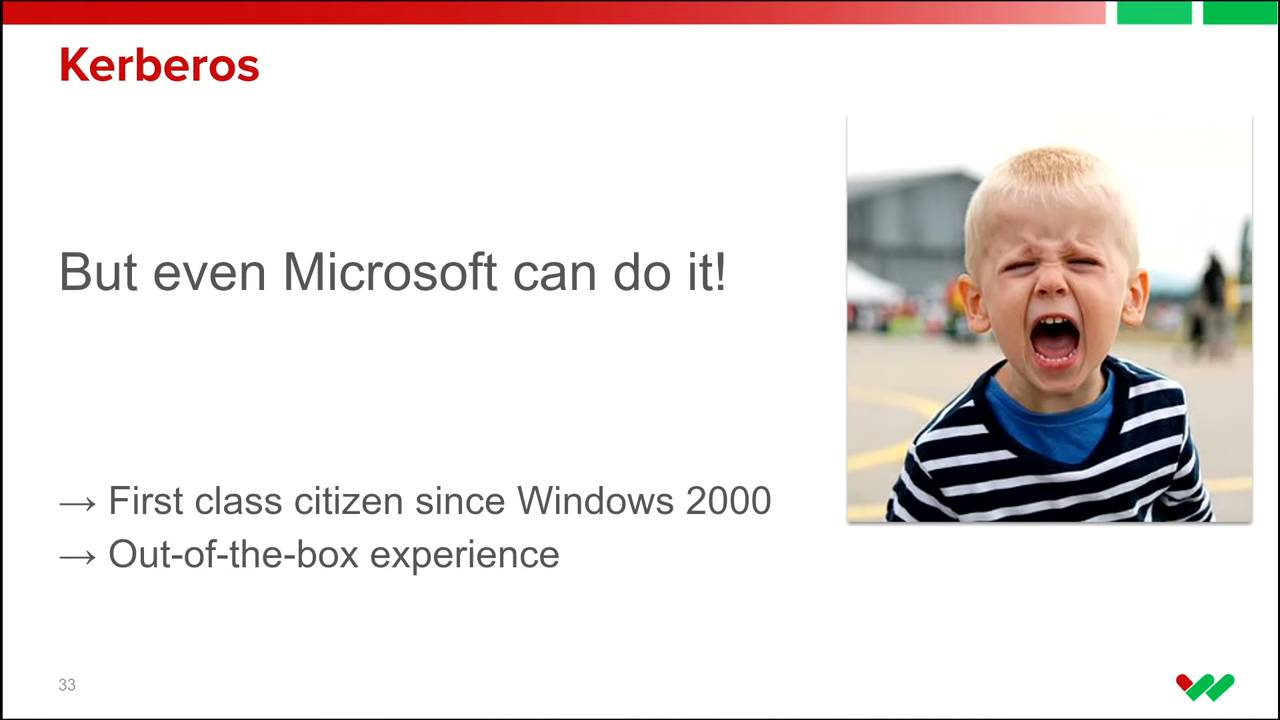 Kerberos
But even Microsoft can do it!
→ First class citizen since Windows 2000
→ Out-of-the-box experience
33